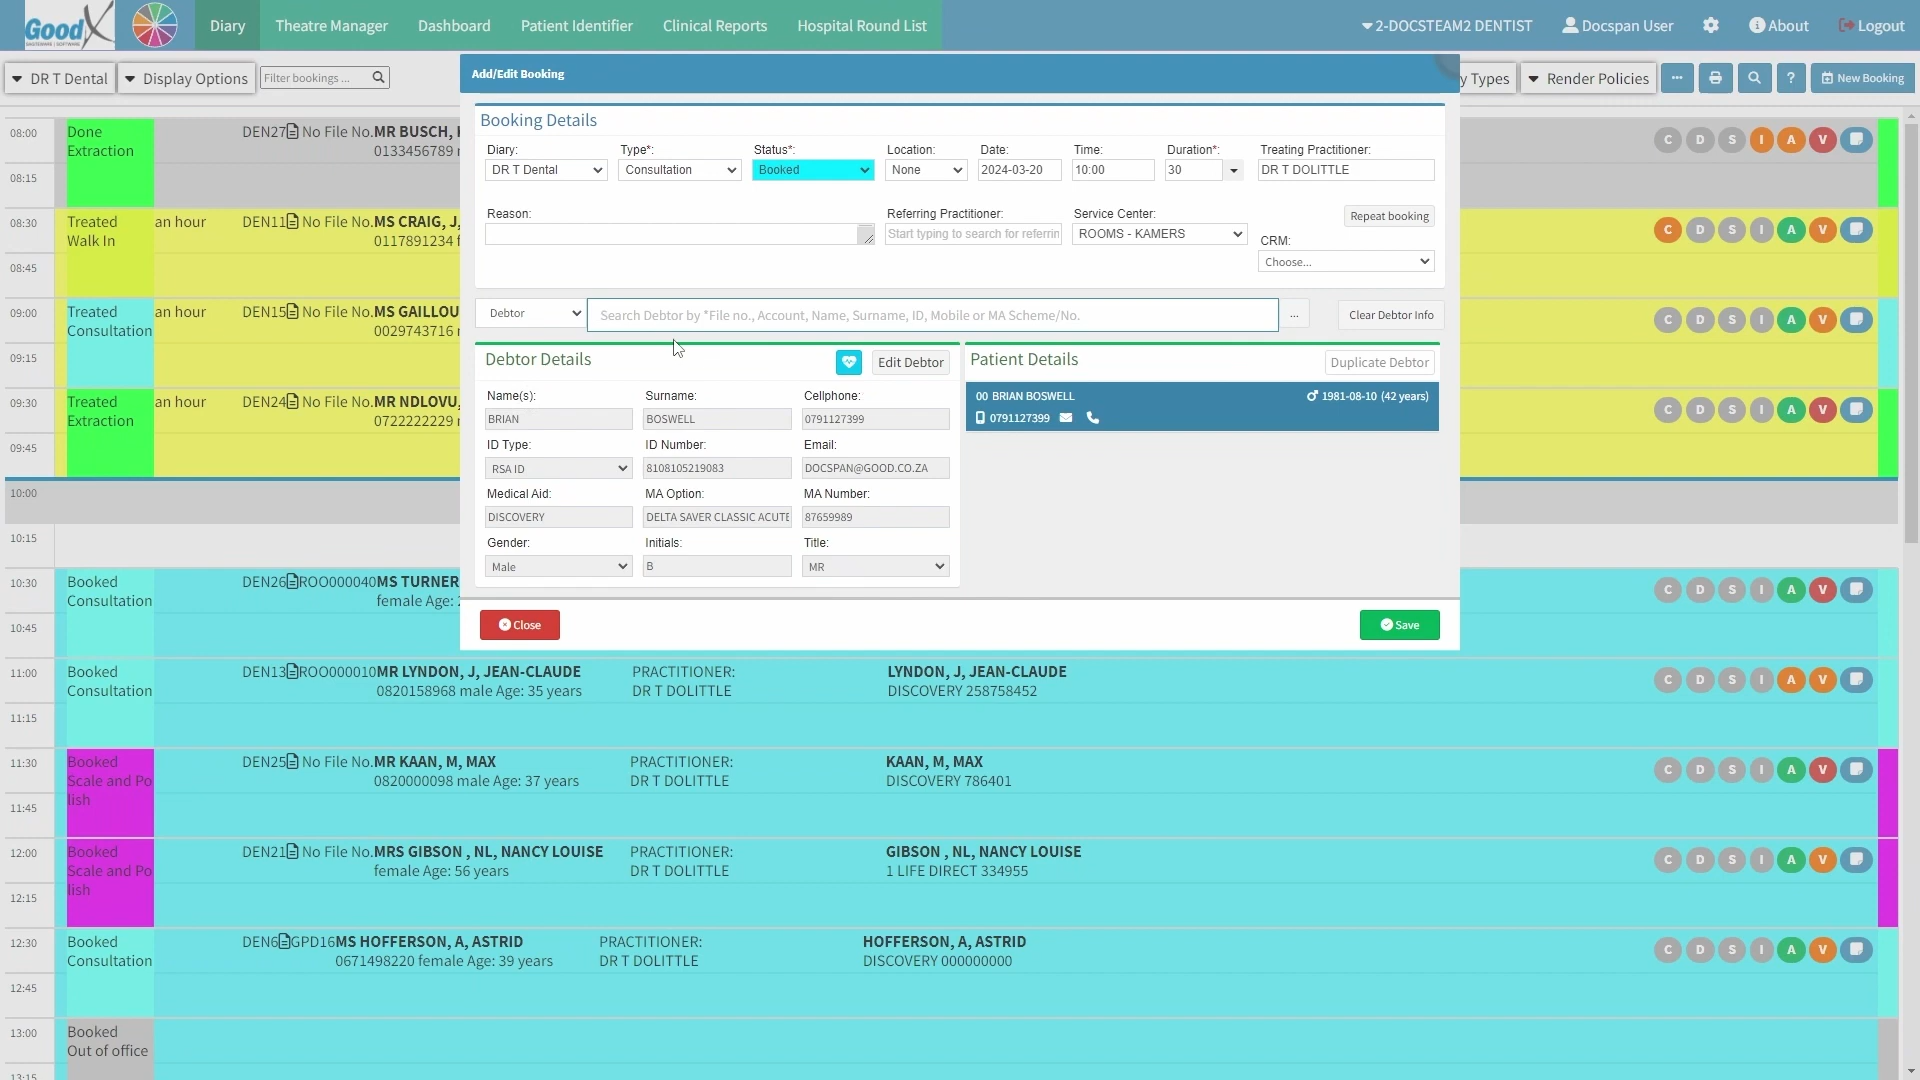 GoodX
Diary
Theatre Manager
Dashboard
Patient Identifier
Clinical Reports
Hospital Round List
2-DOCSTEAM2 DENTIST
Docspan User
About
Logout
DR T Dental
Display Options
Filter bookings ...
y Types
Render Policies
...
?
New Booking
Add/Edit Booking
Booking Details
Diary: Type*: Status*: Location: Date: Time: Duration*: Treating Practitioner:
DR T Dental Consultation Booked None 2024-03-20 10:00 30 DR T DOLITTLE
Reason: Referring Practitioner: Service Center: Repeat booking
Start typing to search for referrin ROOMS - KAMERS
CRM:
Choose...
Debtor Search Debtor by *File no., Account, Name, Surname, ID, Mobile or MA Scheme/No. ... Clear Debtor Info
Debtor Details Edit Debtor
Name(s): Surname: Cellphone:
BRIAN BOSWELL 0791127399
ID Type: ID Number: Email:
RSA ID 8108105219083 DOCSPAN@GOOD.CO.ZA
Medical Aid: MA Option: MA Number:
DISCOVERY DELTA SAVER CLASSIC ACUTE 87659989
Gender: Initials: Title:
Male B MR
Patient Details Duplicate Debtor
00 BRIAN BOSWELL 1981-08-10 (42 years)
0791127399
Close Save
08:00 Done DEN27 No File No.MR BUSCH, C D S I A V
Extraction 0133456789
08:15
08:30 Treated an hour DEN11 No File No.MS CRAIG, J, C D S I A V
Walk In 0117891234 f
08:45
09:00 Treated an hour DEN15 No File No.MS GAILLOU C D S I A V
Consultation 0029743716
09:15
09:30 Treated an hour DEN24 No File No.MR NDLOVU, C D S I A V
Extraction 0722222229
09:45
10:00
10:15
10:30 Booked DEN26 ROO000040MS TURNER C D S I A V
Consultation female Age:
10:45
11:00 Booked DEN13 ROO000010MR LYNDON, J, JEAN-CLAUDE PRACTITIONER: LYNDON, J, JEAN-CLAUDE C D S I A V
Consultation 0820158968 male Age: 35 years DR T DOLITTLE DISCOVERY 258758452
11:15
11:30 Booked DEN25 No File No.MR KAAN, M, MAX PRACTITIONER: KAAN, M, MAX C D S I A V
Scale and Po 0820000098 male Age: 37 years DR T DOLITTLE DISCOVERY 786401
11:45 lish
12:00 Booked DEN21 No File No.MRS GIBSON , NL, NANCY LOUISE PRACTITIONER: GIBSON , NL, NANCY LOUISE C D S I A V
Scale and Po female Age: 56 years DR T DOLITTLE 1 LIFE DIRECT 334955
12:15 lish
12:30 Booked DEN6 GPD16MS HOFFERSON, A, ASTRID PRACTITIONER: HOFFERSON, A, ASTRID C D S I A V
Consultation 0671498220 female Age: 39 years DR T DOLITTLE DISCOVERY 000000000
12:45
13:00 Booked
Out of office
13:15